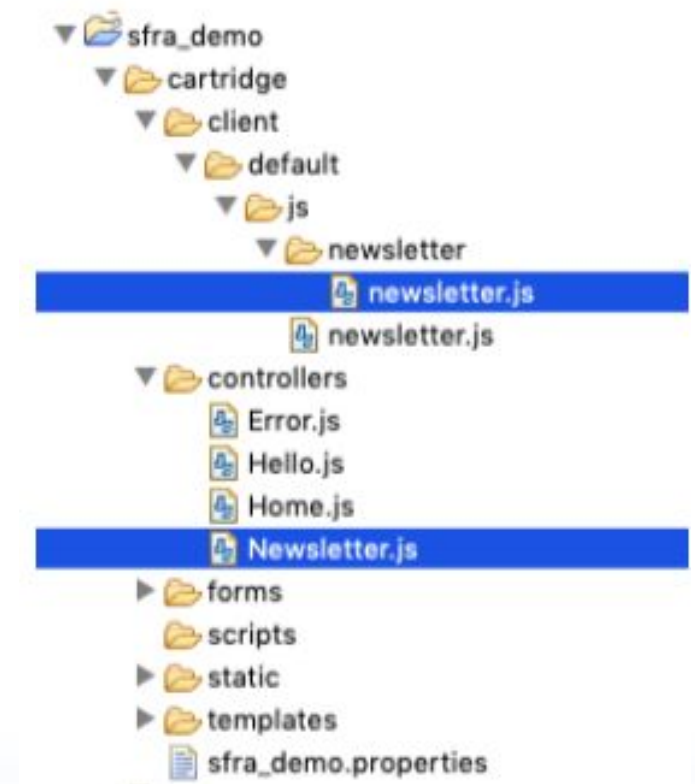 sfra_demo
cartridge
client
default
js
newsletter
newsletter.js
newsletter.js
controllers
Error.js
Hello.js
Home.js
Newsletter.js
forms
scripts
static
templates
sfra_demo.properties